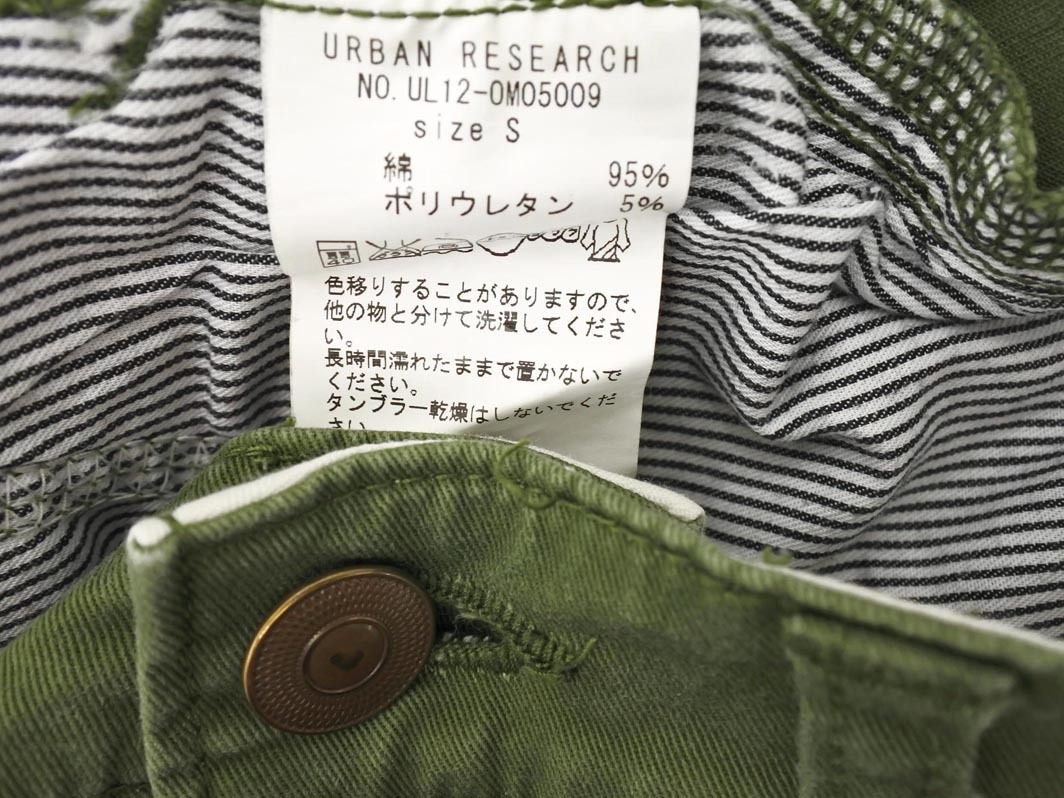 URBAN RESEARCH
NO. UL12-0M05009
size S
綿 95%
ポリウレタン 5%
色移りすることがありますので、
他の物と分けて洗濯してくださ
い。
長時間濡れたままで置かないで
ください。
タンブラー乾燥はしないでくだ
さい。